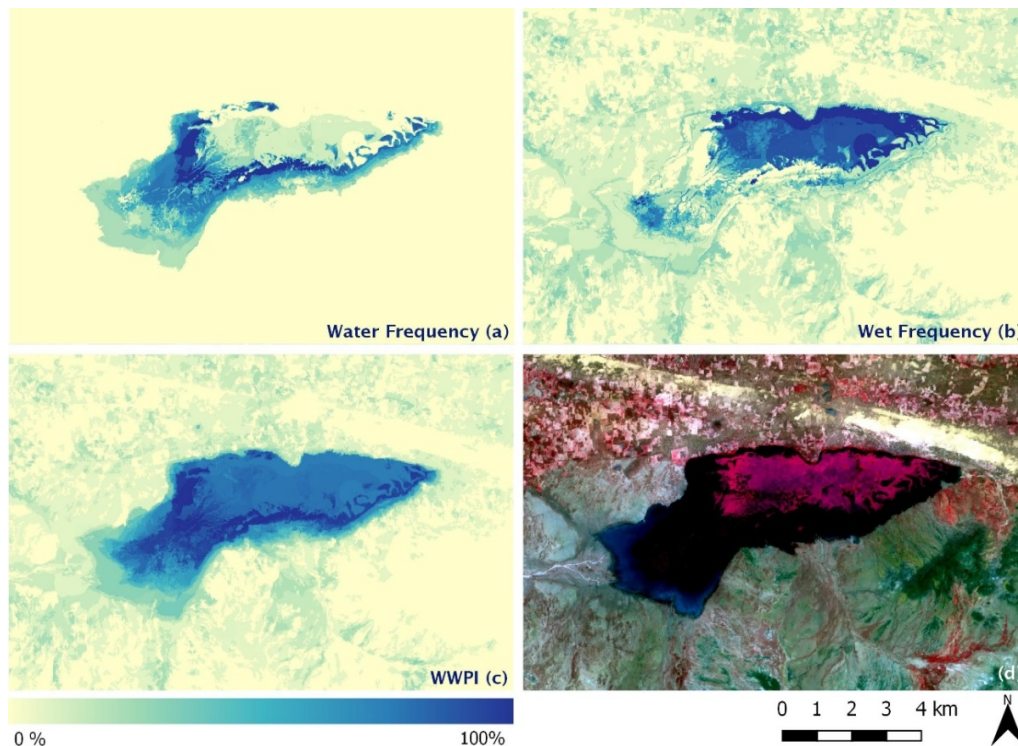 Water Frequency (a)
Wet Frequency (b)
WWPI (c)
(d)
0 %
100%
0 1 2 3 4 km
N